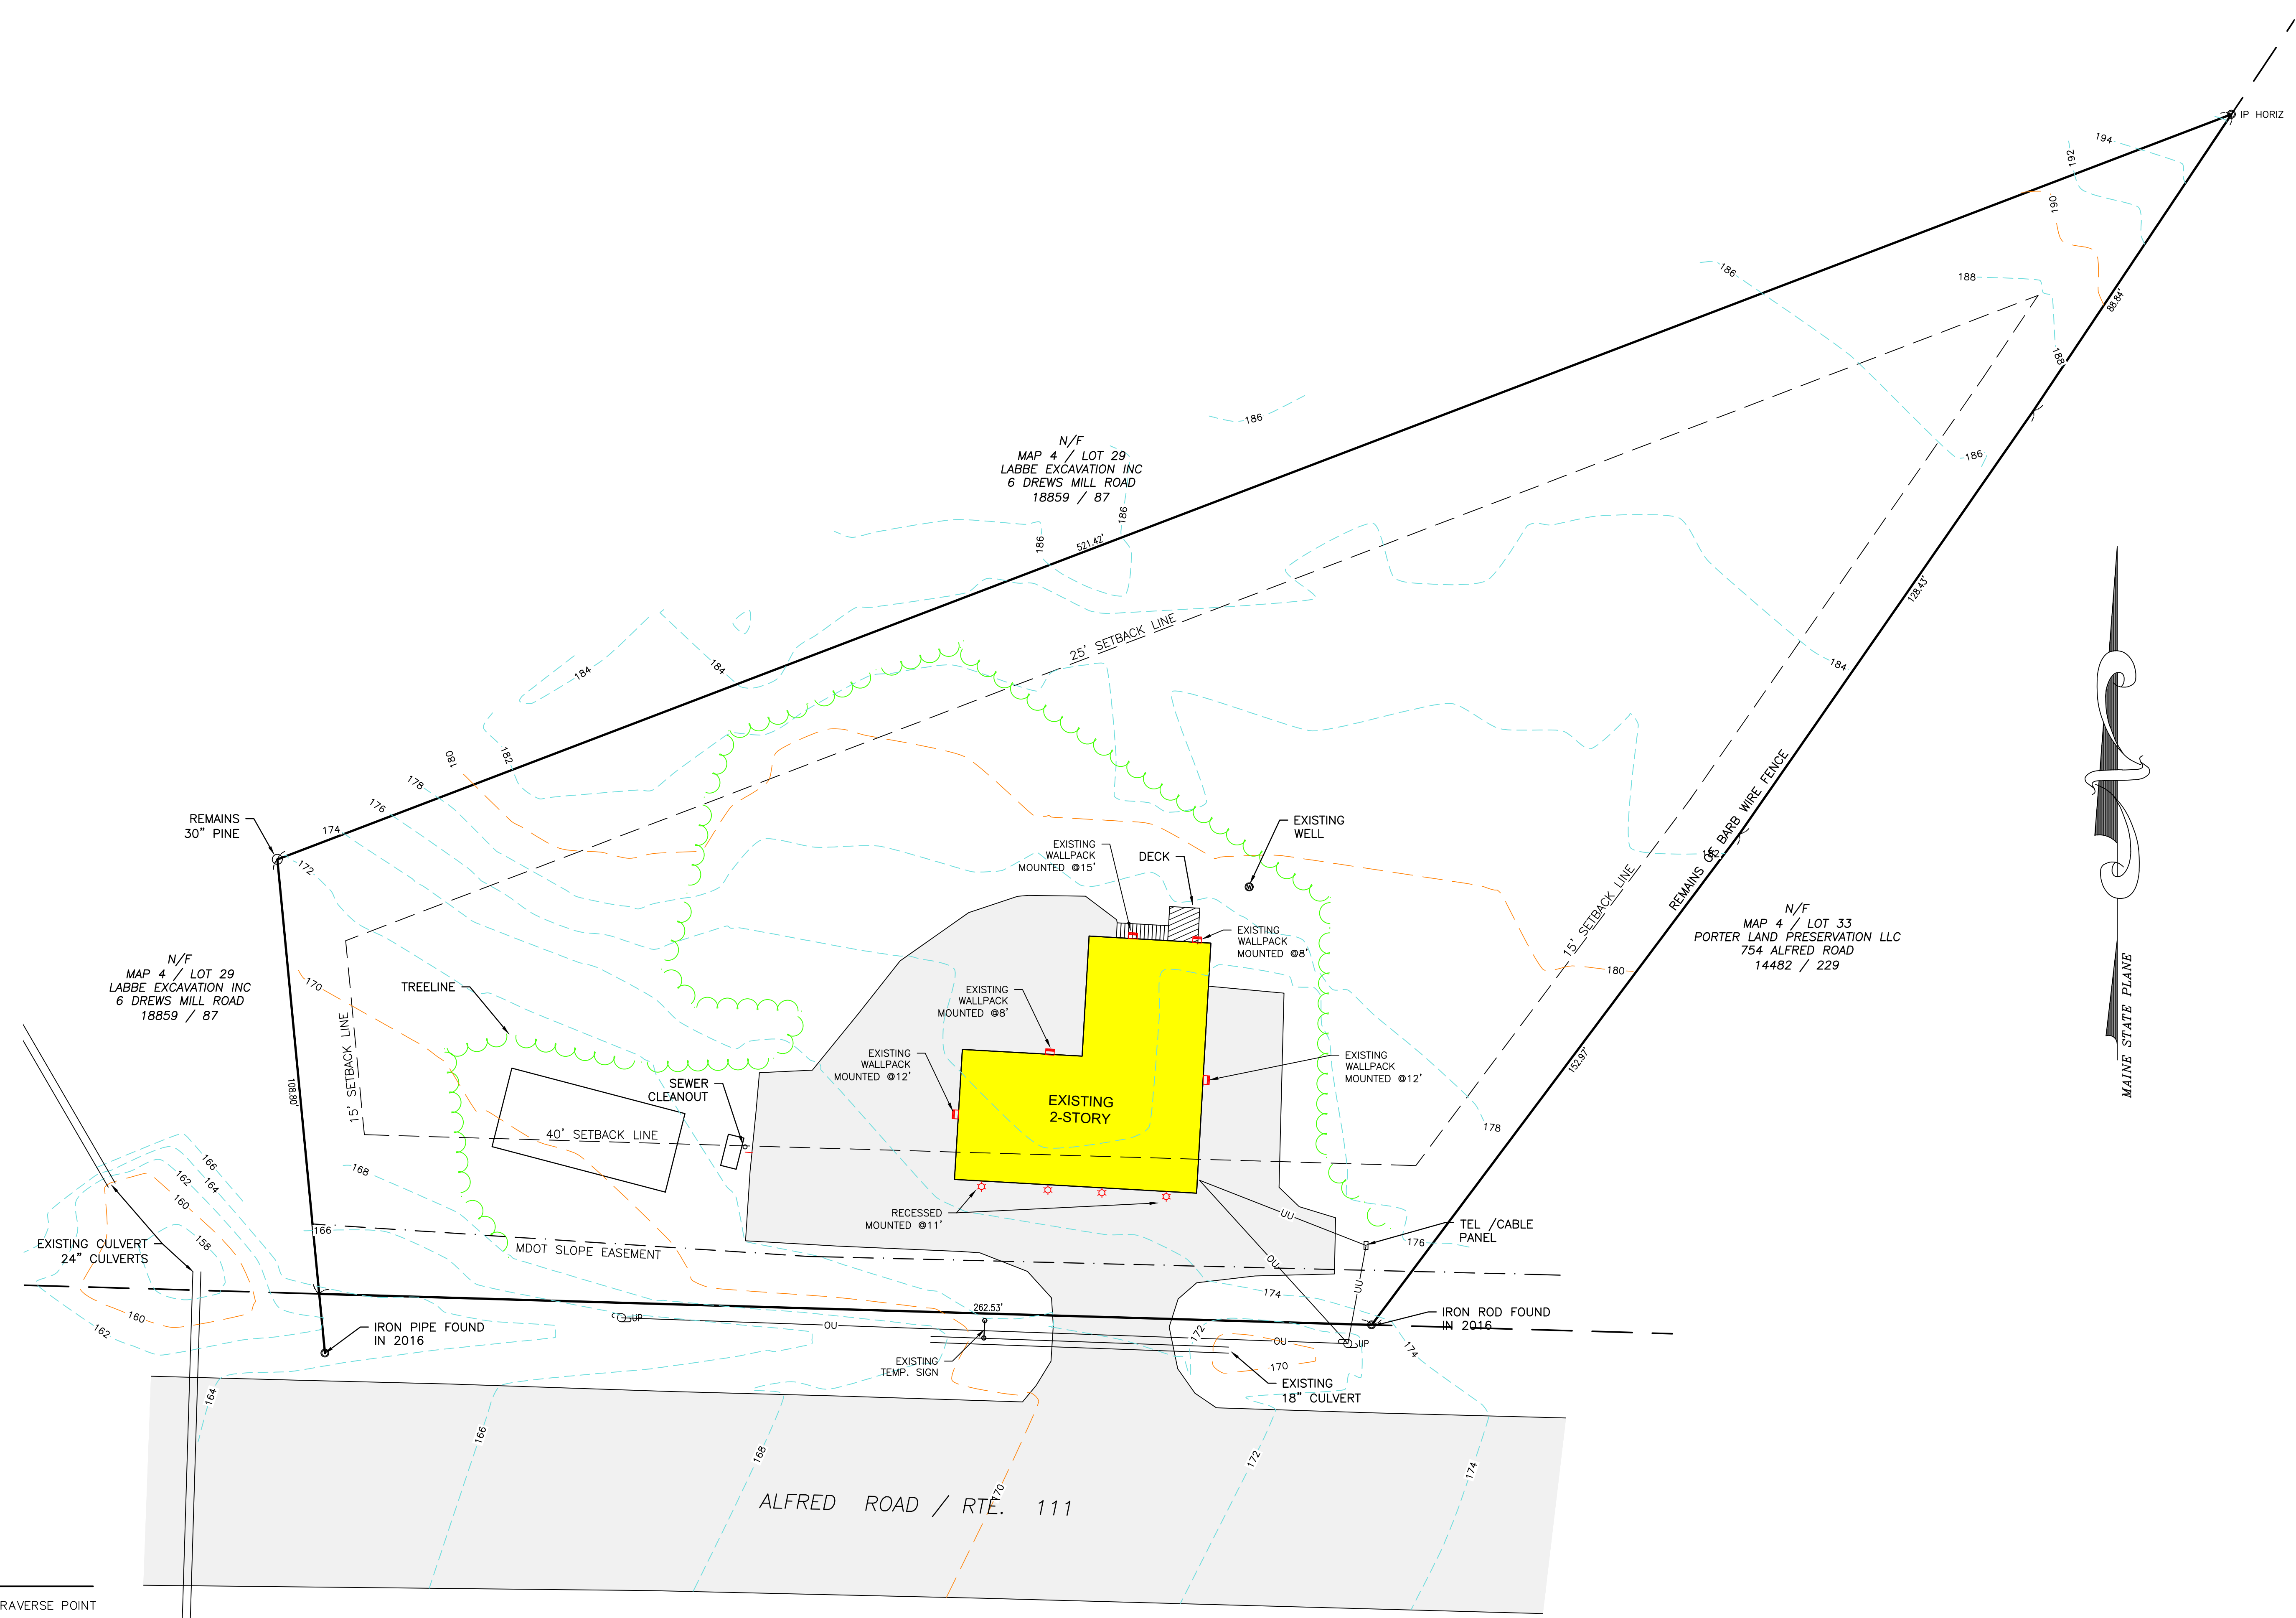 IP HORIZ
194
192
190
186
188
88.84'
188
186
186
N/F
MAP 4 / LOT 29
LABBE EXCAVATION INC
6 DREWS MILL ROAD
18859 / 87
186
186
521.42'
128.43'
25' SETBACK LINE
184
184
184
182
180
178
176
174
172
REMAINS
30" PINE
EXISTING
WELL
EXISTING
WALLPACK
MOUNTED @15'
DECK
REMAINS OF BARB WIRE FENCE
182
15' SETBACK LINE
N/F
MAP 4 / LOT 33
PORTER LAND PRESERVATION LLC
754 ALFRED ROAD
14482 / 229
180
EXISTING
WALLPACK
MOUNTED @8'
N/F
MAP 4 / LOT 29
LABBE EXCAVATION INC
6 DREWS MILL ROAD
18859 / 87
170
TREELINE
EXISTING
WALLPACK
MOUNTED @8'
MAINE STATE PLANE
15' SETBACK LINE
108.80'
EXISTING
WALLPACK
MOUNTED @12'
EXISTING
WALLPACK
MOUNTED @12'
152.97'
SEWER
CLEANOUT
EXISTING
2-STORY
178
40' SETBACK LINE
166
164
162
160
158
168
166
EXISTING CULVERT
24" CULVERTS
RECESSED
MOUNTED @11'
UU
OU
UU
TEL /CABLE
PANEL
176
MDOT SLOPE EASEMENT
174
160
162
262.53'
UP
OU
IRON PIPE FOUND
IN 2016
IRON ROD FOUND
IN 2016
172
OU
UP
174
EXISTING
TEMP. SIGN
170
EXISTING
18" CULVERT
164
166
168
170
172
174
ALFRED ROAD / RTE. 111
RAVERSE POINT